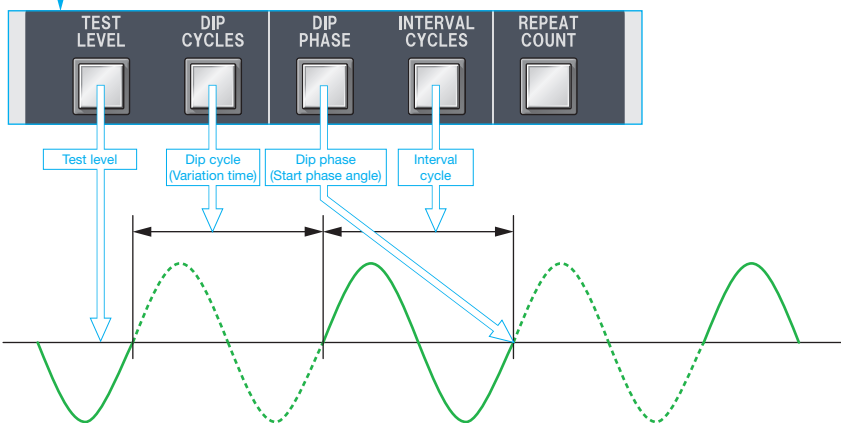 TEST
LEVEL
DIP
CYCLES
DIP
PHASE
INTERVAL
CYCLES
REPEAT
COUNT
Test level
Dip cycle
(Variation time)
Dip phase
(Start phase angle)
Interval
cycle